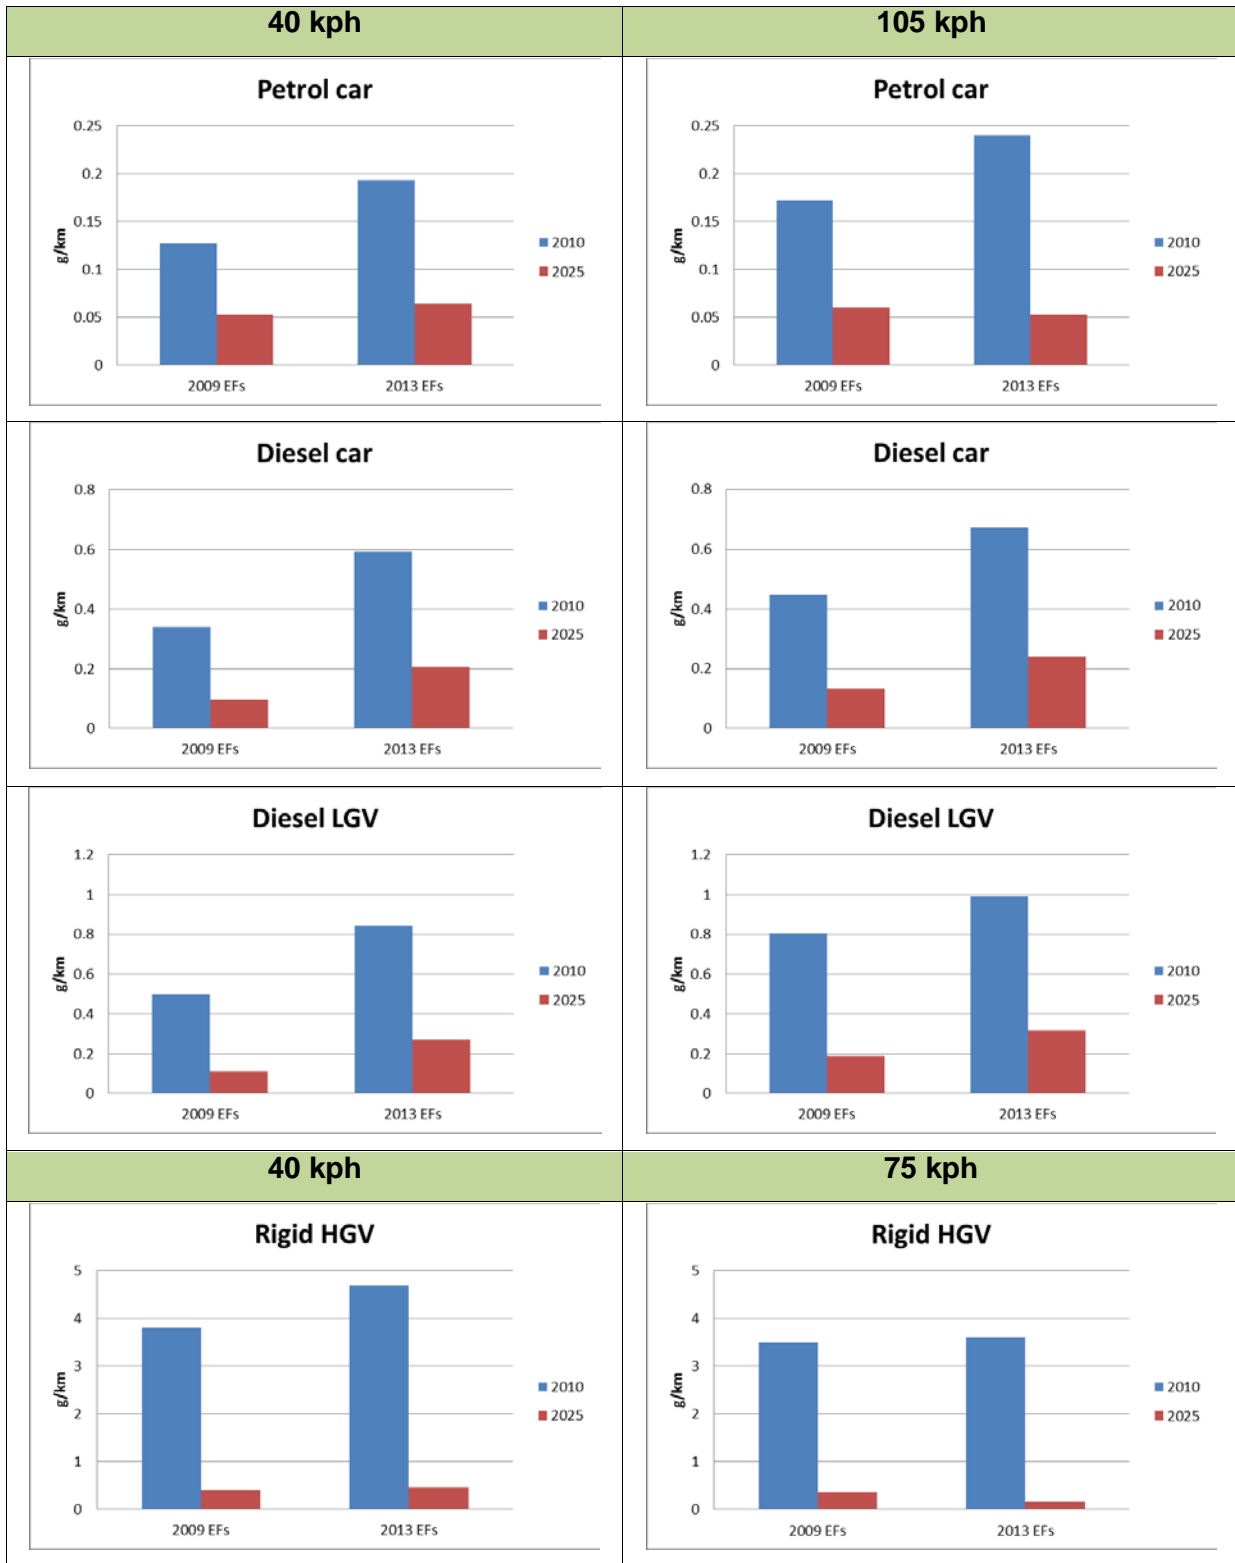 40 kph
105 kph
Petrol car
0.25
0.2
0.15
0.1
0.05
0
g/km
2009 EFs
2013 EFs
2010
2025
Petrol car
0.25
0.2
0.15
0.1
0.05
0
g/km
2009 EFs
2013 EFs
2010
2025
Diesel car
0.8
0.6
0.4
0.2
0
g/km
2009 EFs
2013 EFs
2010
2025
Diesel car
0.8
0.6
0.4
0.2
0
g/km
2009 EFs
2013 EFs
2010
2025
Diesel LGV
1.2
1
0.8
0.6
0.4
0.2
0
g/km
2009 EFs
2013 EFs
2010
2025
Diesel LGV
1.2
1
0.8
0.6
0.4
0.2
0
g/km
2009 EFs
2013 EFs
2010
2025
40 kph
75 kph
Rigid HGV
5
4
3
2
1
0
g/km
2009 EFs
2013 EFs
2010
2025
Rigid HGV
5
4
3
2
1
0
g/km
2009 EFs
2013 EFs
2010
2025